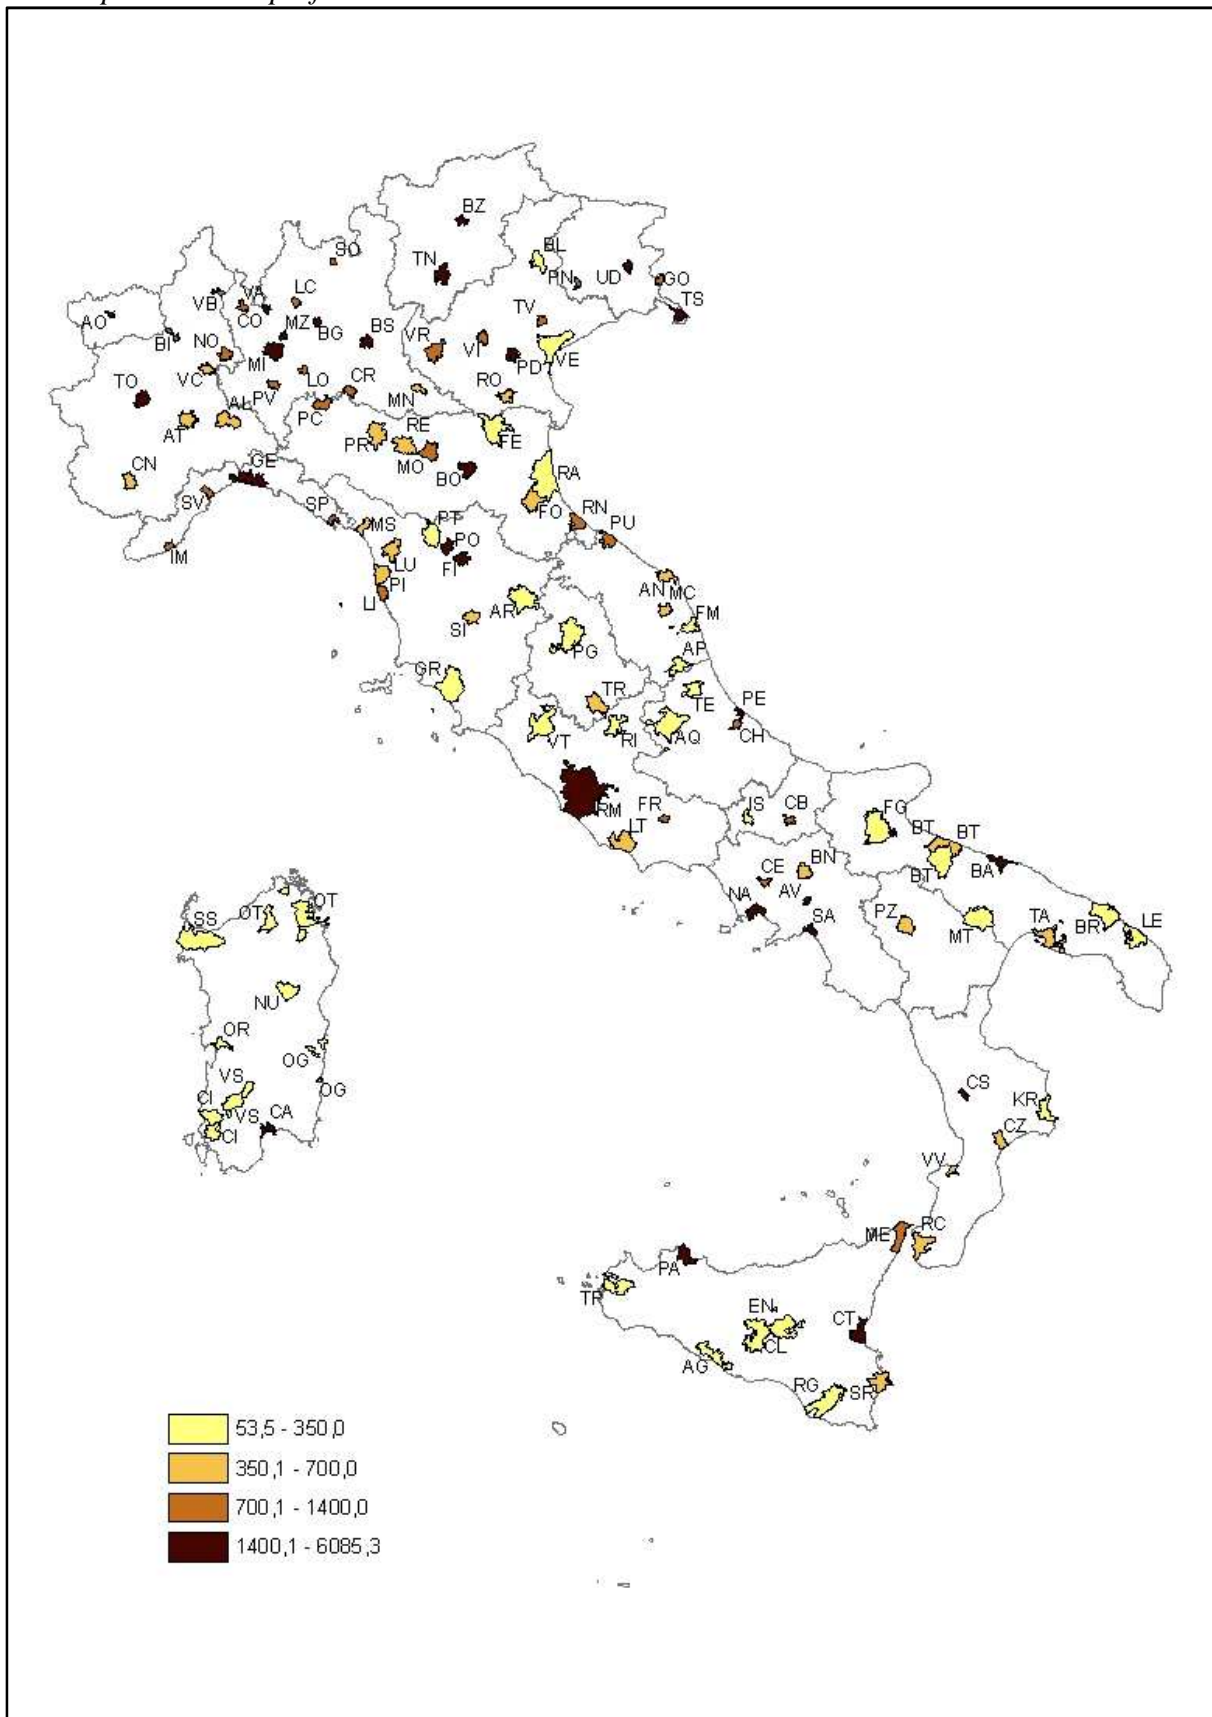 BZ
BL
SO
TN
PN
UD
GO
TS
VB
VA
LC
CO
TV
AO
MZ
BG
BS
VR
VI
BI
NO
MI
PD
VE
VC
TO
LO
CR
RO
PV
MN
AL
PC
AT
RE
FE
PR
MO
CN
GE
BO
RA
SV
SP
FO
RN
MS
PT
PU
PO
IM
LU
FI
PI
AN
MC
LI
AR
FM
SI
PG
AP
GR
TR
TE
PE
VT
RI
AQ
CH
RM
FR
IS
CB
FG
LT
BT
BT
BN
CE
BT
BA
AV
NA
SA
PZ
TA
BR
LE
MT
SS
OT
OT
NU
OR
OG
VS
OG
CI
VS
CA
CI
CS
KR
CZ
VV
ME
RC
PA
TP
EN
CT
CL
AG
RG
SR
53,5 - 350,0
350,1 - 700,0
700,1 - 1400,0
1400,1 - 6085,3